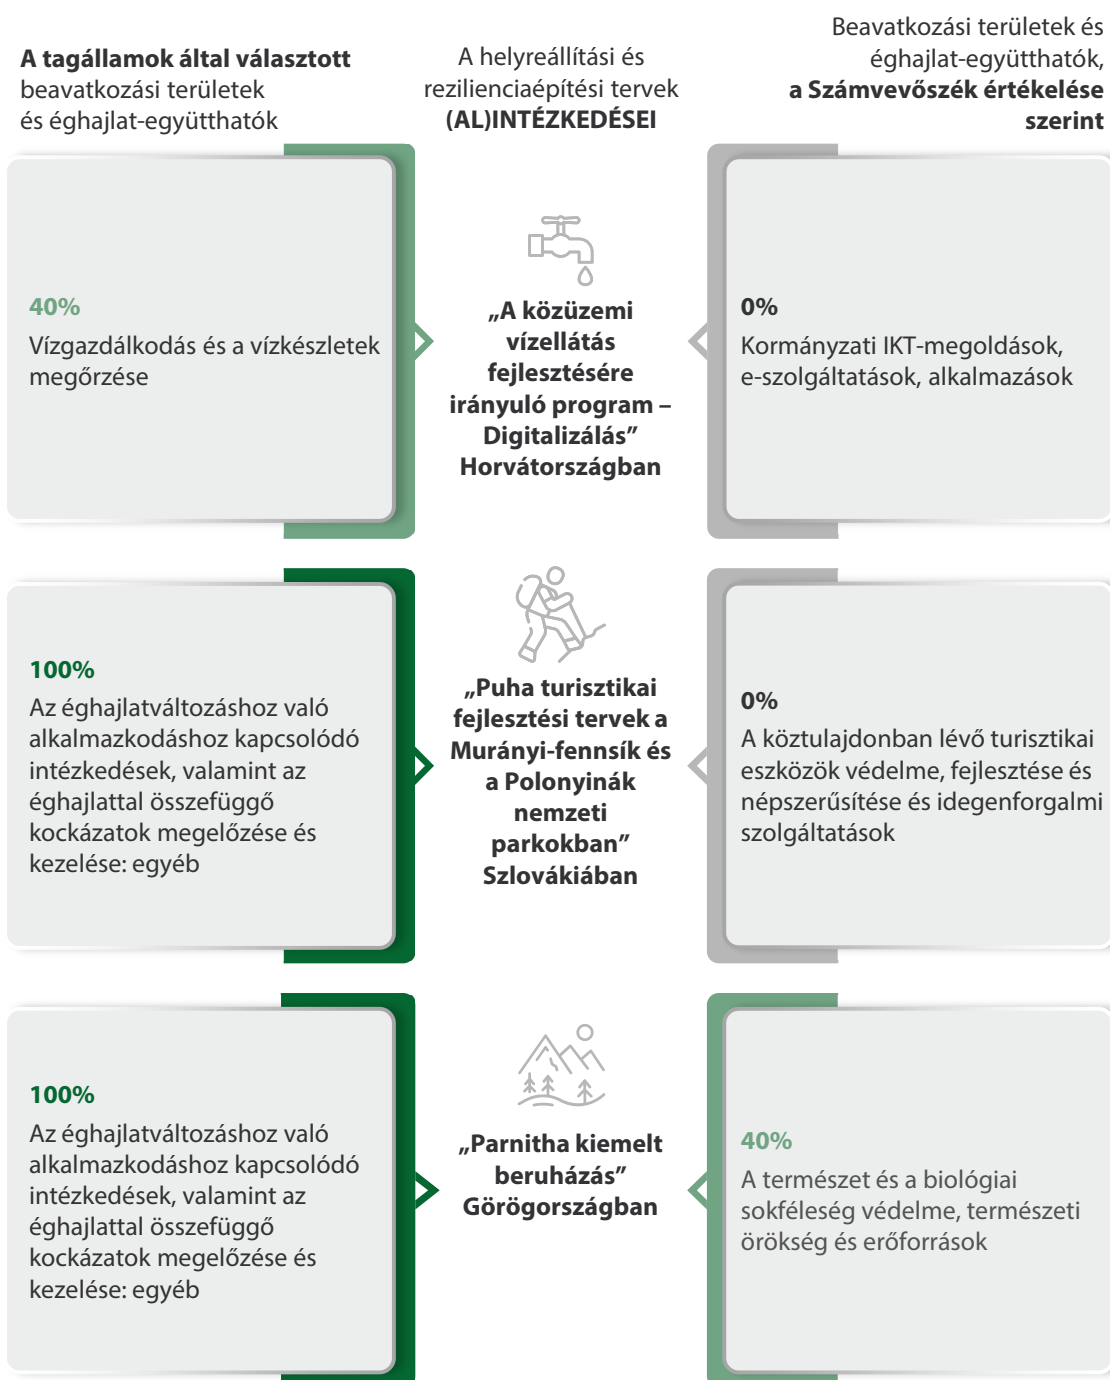 A tagállamok által választott
beavatkozási területek
és éghajlat-együtthatók
A helyreállítási és
rezilienciaépítési tervek
(AL)INTÉZKEDÉSEI
Beavatkozási területek és
éghajlat-együtthatók,
a Számvevőszék értékelése
szerint
40%
Vízgazdálkodás és a vízkészletek
megőrzése
„A közüzemi
vízellátás
fejlesztésére
irányuló program –
Digitalizálás”
Horvátországban
0%
Kormányzati IKT-megoldások,
e-szolgáltatások, alkalmazások
100%
Az éghajlatváltozáshoz való
alkalmazkodáshoz kapcsolódó
intézkedések, valamint az
éghajlattal összefüggő
kockázatok megelőzése és
kezelése: egyéb
„Puha turisztikai
fejlesztési tervek a
Murányi-fennsík és
a Polonyinák
nemzeti
parkokban”
Szlovákiában
0%
A köztulajdonban lévő turisztikai
eszközök védelme, fejlesztése és
népszerűsítése és idegenforgalmi
szolgáltatások
100%
Az éghajlatváltozáshoz való
alkalmazkodáshoz kapcsolódó
intézkedések, valamint az
éghajlattal összefüggő
kockázatok megelőzése és
kezelése: egyéb
„Parnitha kiemelt
beruházás”
Görögországban
40%
A természet és a biológiai
sokféleség védelme, természeti
örökség és erőforrások